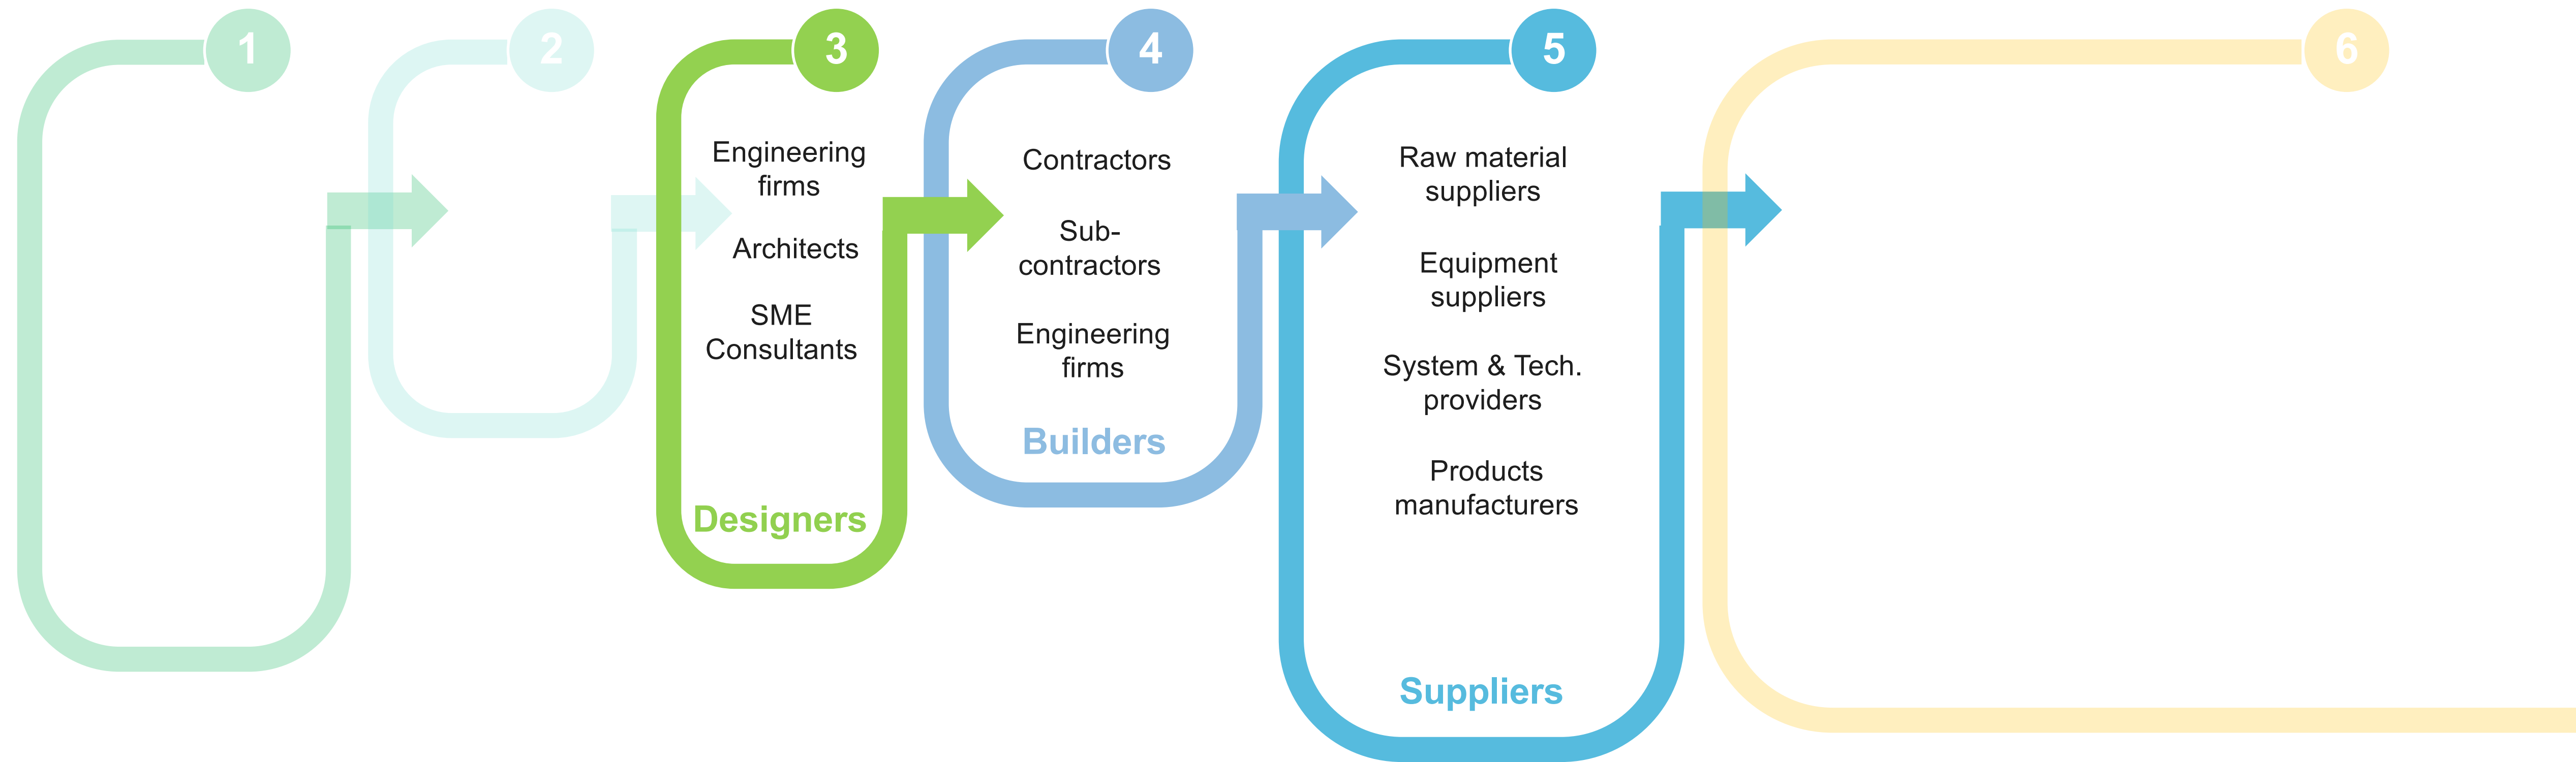 1
2
3
4
5
6
Engineering
firms
Architects
SME
Consultants
Designers
Contractors
Sub-
contractors
Engineering
firms
Builders
Raw material
suppliers
Equipment
suppliers
System & Tech.
providers
Products
manufacturers
Suppliers